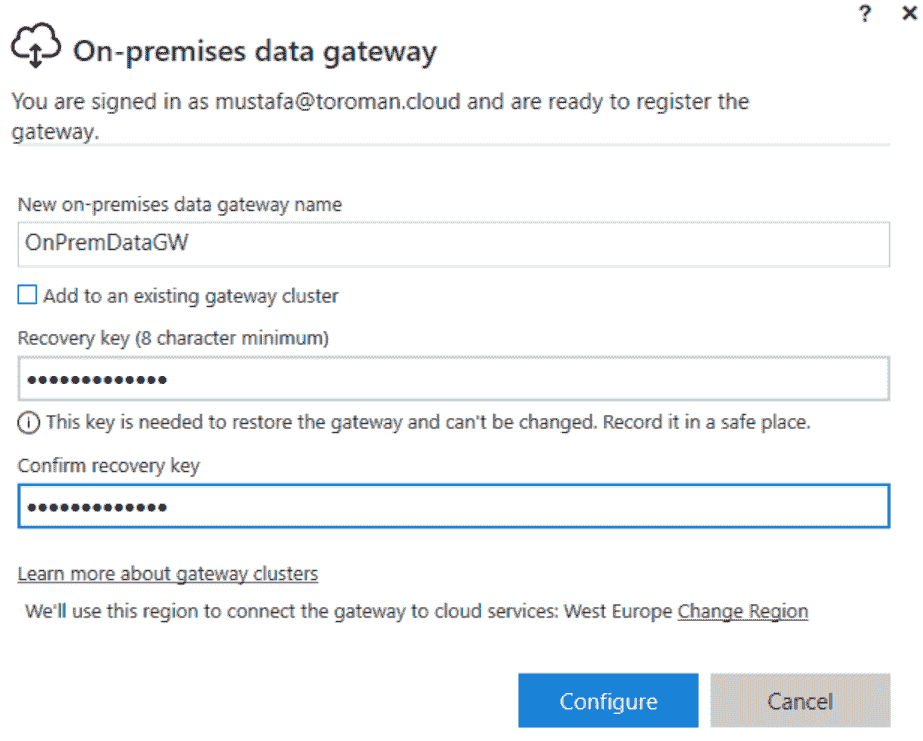 ? ×
On-premises data gateway
You are signed in as mustafa@toroman.cloud and are ready to register the
gateway.
New on-premises data gateway name
OnPremDataGW
Add to an existing gateway cluster
Recovery key (8 character minimum)
•••••••••••••
This key is needed to restore the gateway and can't be changed. Record it in a safe place.
Confirm recovery key
•••••••••••••
Learn more about gateway clusters
We'll use this region to connect the gateway to cloud services: West Europe Change Region
Configure Cancel